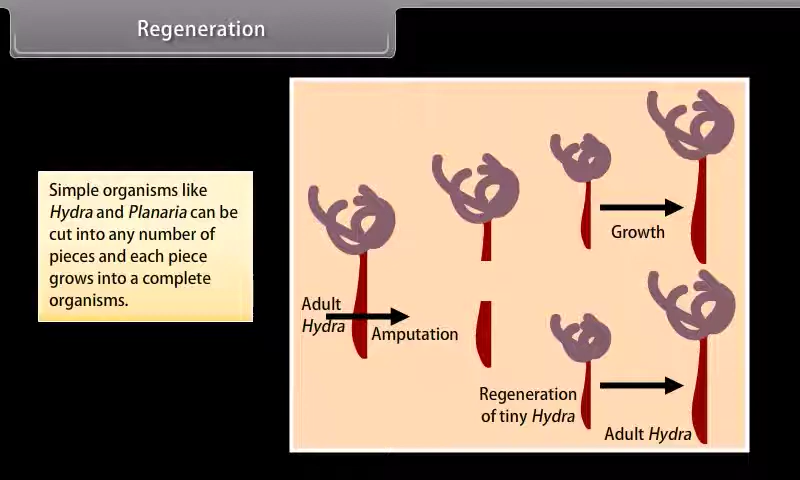 Regeneration
Simple organisms like
Hydra and Planaria can be
cut into any number of
pieces and each piece
grows into a complete
organisms.
Adult
Hydra
Amputation
Growth
Regeneration
of tiny Hydra
Adult Hydra